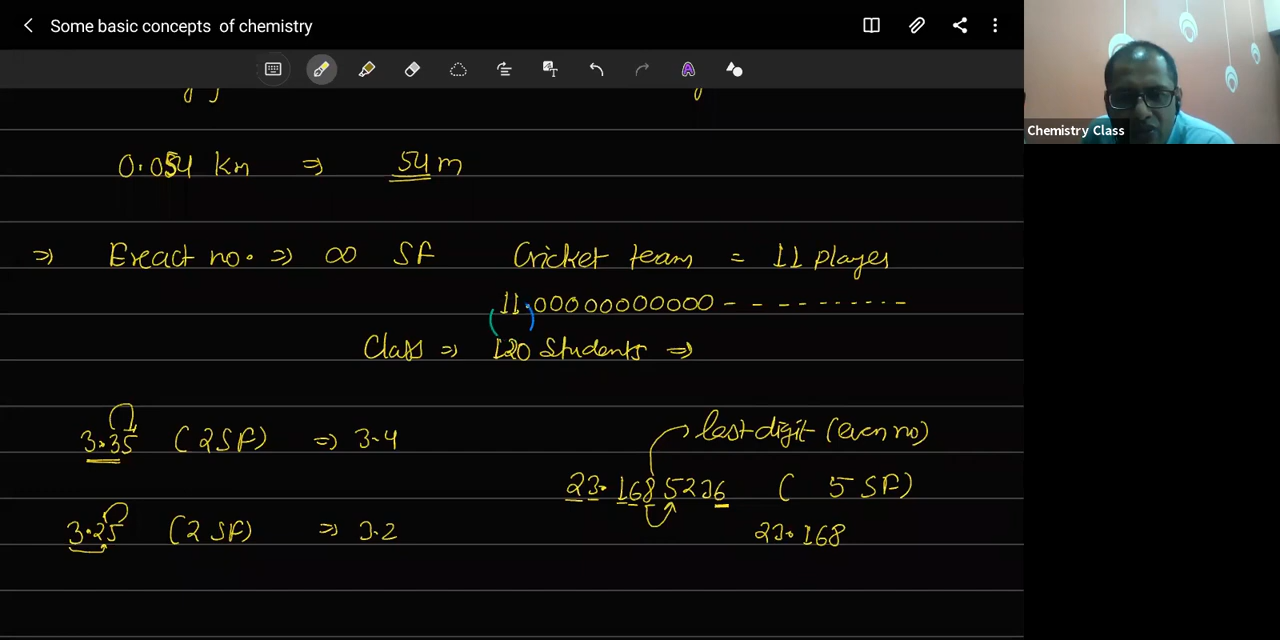 Some basic concepts of chemistry
Chemistry Class
0.054 km ⇒ 54 m
⇒ Exact no. ⇒ ∞ SF Cricket team = 11 players
11.00000000000 - - - - - - - - - -
Class ⇒ 120 Students ⇒
3.35 (2SF) ⇒ 3.4
last digit (even no)
23.1685236 ( 5 SF)
3.25 (2 SF) ⇒ 3.2
23.168